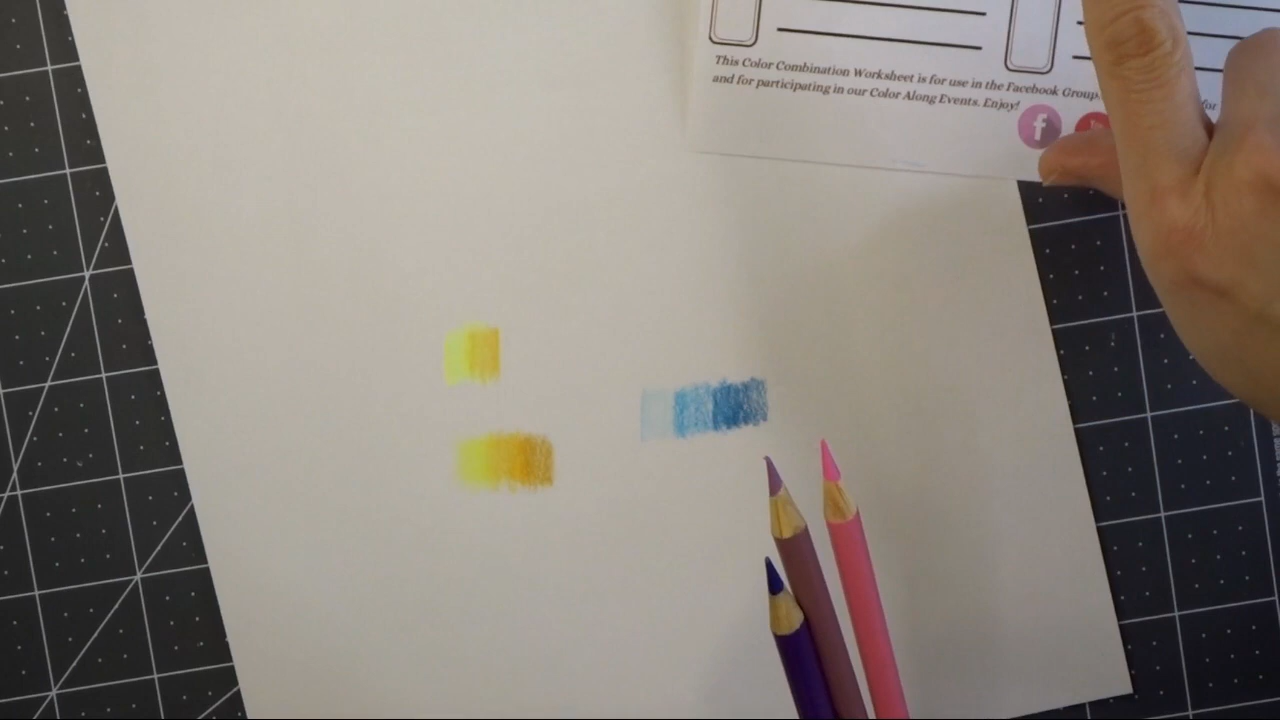 This Color Combination Worksheet is for use in the Facebook Group for
and for participating in our Color Along Events. Enjoy!
f